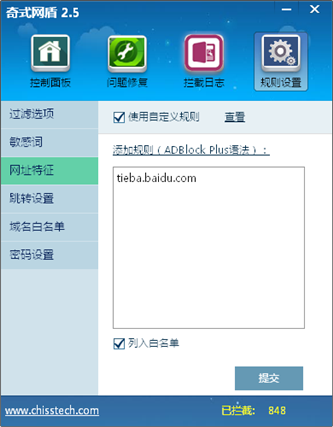 奇式网盾 2.5
控制面板 问题修复 拦截日志 规则设置
过滤选项
敏感词
网址特征
跳转设置
域名白名单
密码设置
使用自定义规则 查看
添加规则（ADBlock Plus语法）：
tieba.baidu.com
列入白名单
提交
www.chisstech.com 已拦截: 848